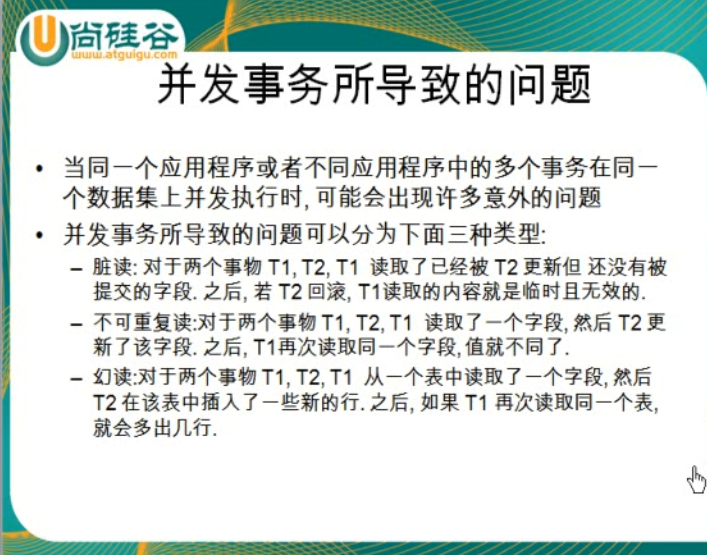 尚硅谷
www.atguigu.com
并发事务所导致的问题
• 当同一个应用程序或者不同应用程序中的多个事务在同一
个数据集上并发执行时, 可能会出现许多意外的问题
• 并发事务所导致的问题可以分为下面三种类型:
– 脏读: 对于两个事物 T1, T2, T1 读取了已经被 T2 更新但 还没有被
提交的字段. 之后, 若 T2 回滚, T1读取的内容就是临时且无效的.
– 不可重复读:对于两个事物 T1, T2, T1 读取了一个字段, 然后 T2 更
新了该字段. 之后, T1再次读取同一个字段, 值就不同了.
– 幻读:对于两个事物 T1, T2, T1 从一个表中读取了一个字段, 然后
T2 在该表中插入了一些新的行. 之后, 如果 T1 再次读取同一个表,
就会多出几行.